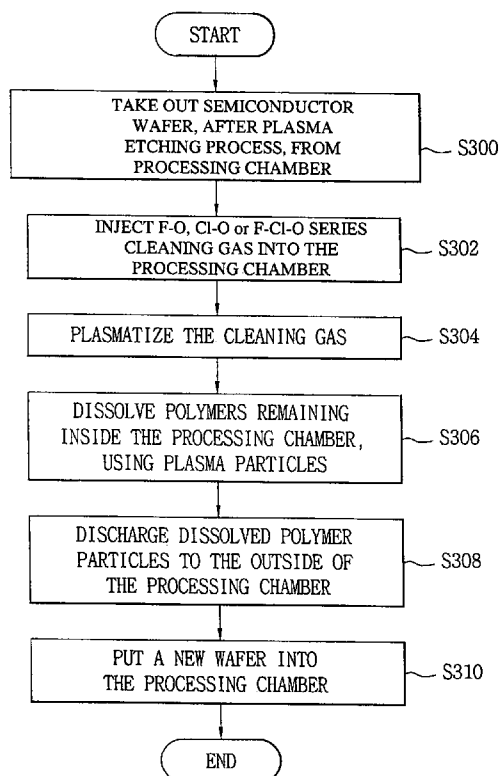 START
TAKE OUT SEMICONDUCTOR
WAFER, AFTER PLASMA
ETCHING PROCESS, FROM
PROCESSING CHAMBER
S300
INJECT F-O, Cl-O or F-Cl-O SERIES
CLEANING GAS INTO THE
PROCESSING CHAMBER
S302
PLASMATIZE THE CLEANING GAS
S304
DISSOLVE POLYMERS REMAINING
INSIDE THE PROCESSING CHAMBER,
USING PLASMA PARTICLES
S306
DISCHARGE DISSOLVED POLYMER
PARTICLES TO THE OUTSIDE OF
THE PROCESSING CHAMBER
S308
PUT A NEW WAFER INTO
THE PROCESSING CHAMBER
S310
END